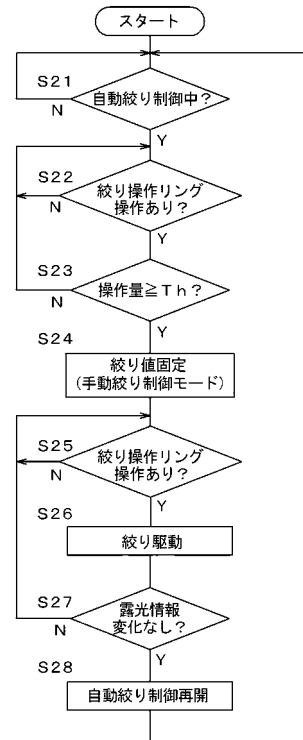 スタート
S21
自動絞り制御中？
N
Y
S22
絞り操作リング
操作あり？
N
Y
S23
操作量≧Ｔｈ？
N
Y
S24
絞り値固定
（手動絞り制御モード）
S25
絞り操作リング
操作あり？
N
Y
S26
絞り駆動
S27
露光情報
変化なし？
N
Y
S28
自動絞り制御再開